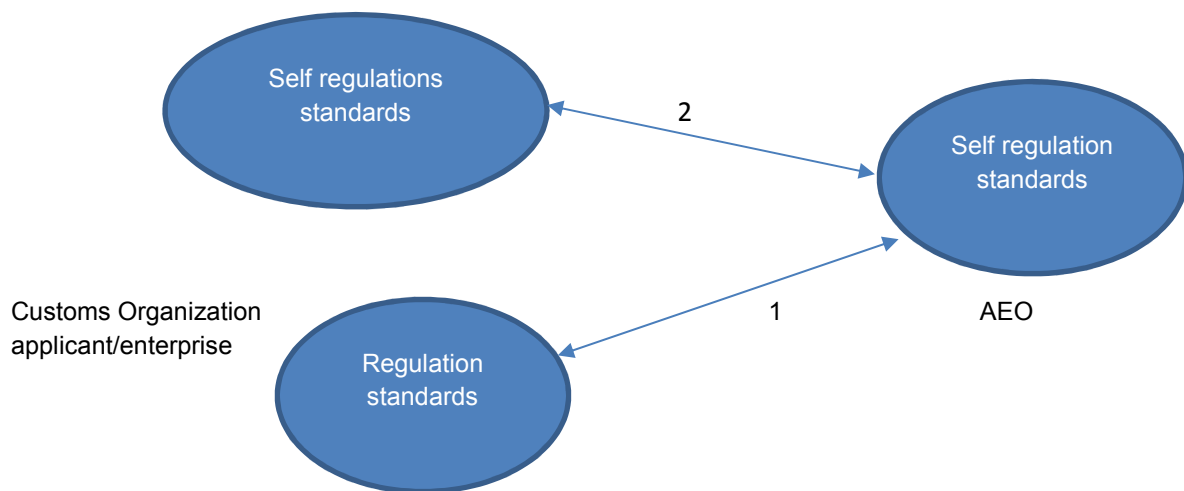 Self regulations
standards
2
Self regulation
standards
Customs Organization
applicant/enterprise
1
AEO
Regulation
standards